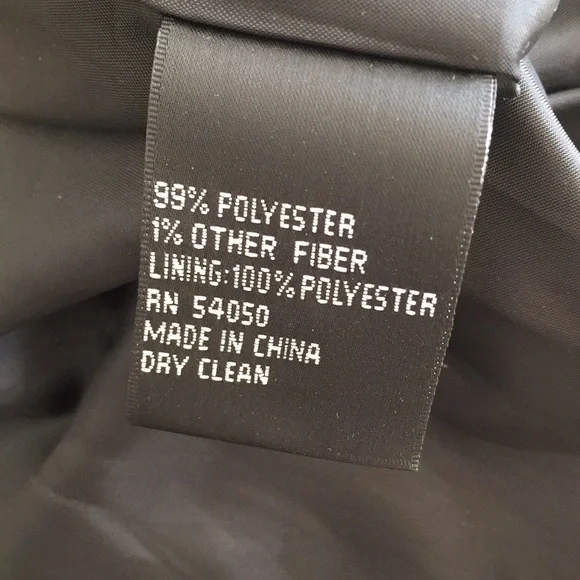 99% POLYESTER
1% OTHER FIBER
LINING:100%POLYESTER
RN 54050
MADE IN CHINA
DRY CLEAN